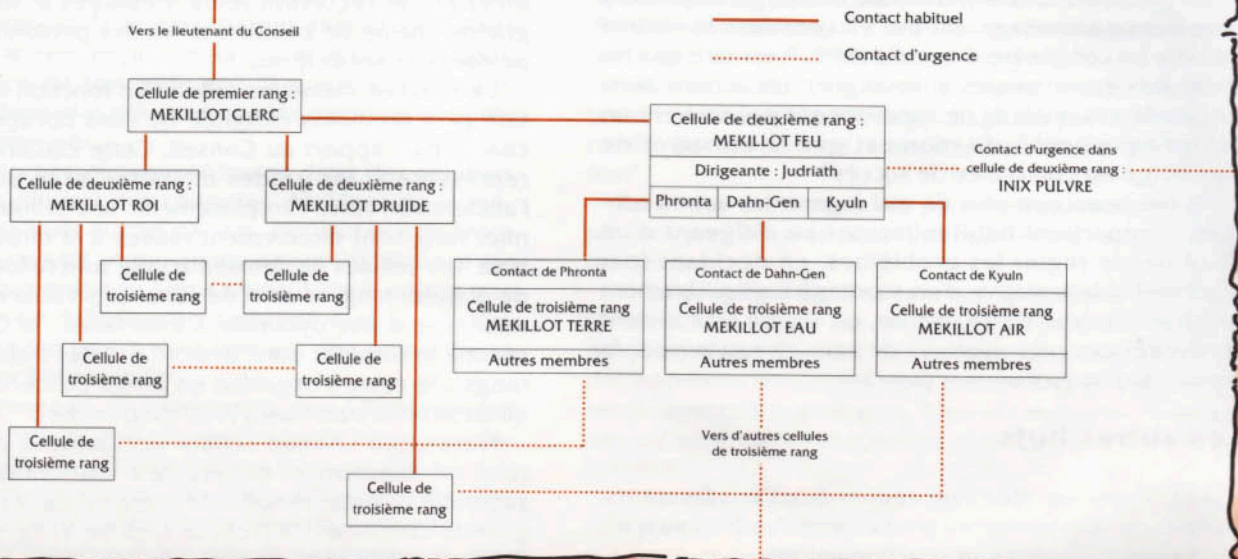 Contact habituel
Vers le lieutenant du Conseil
Contact d'urgence
Cellule de premier rang :
MEKILLOT CLERC
Cellule de deuxième rang :
MEKILLOT FEU
Dirigeante : Judriath
Phronta
Dahn-Gen
Kyuln
Contact d'urgence dans
cellule de deuxième rang :
INIX PULVRE
Cellule de deuxième rang :
MEKILLOT ROI
Cellule de deuxième rang :
MEKILLOT DRUIDE
Cellule de
troisième rang
Cellule de
troisième rang
Contact de Phronta
Cellule de troisième rang
MEKILLOT TERRE
Autres membres
Contact de Dahn-Gen
Cellule de troisième rang
MEKILLOT EAU
Autres membres
Contact de Kyuln
Cellule de troisième rang
MEKILLOT AIR
Autres membres
Cellule de
troisième rang
Cellule de
troisième rang
Cellule de
troisième rang
Vers d'autres cellules
de troisième rang
Cellule de
troisième rang